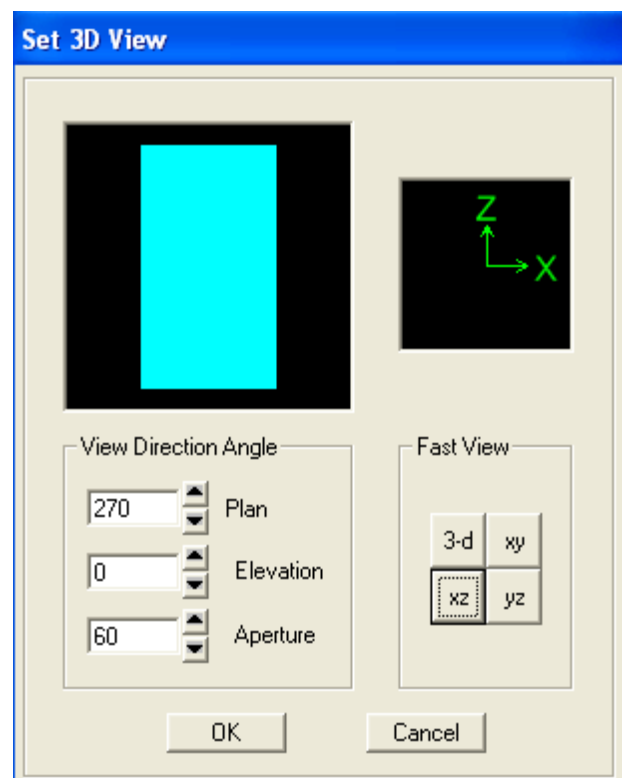 Set 3D View
Z
X
View Direction Angle
270 Plan
0 Elevation
60 Aperture
Fast View
3-d xy
xz yz
OK Cancel